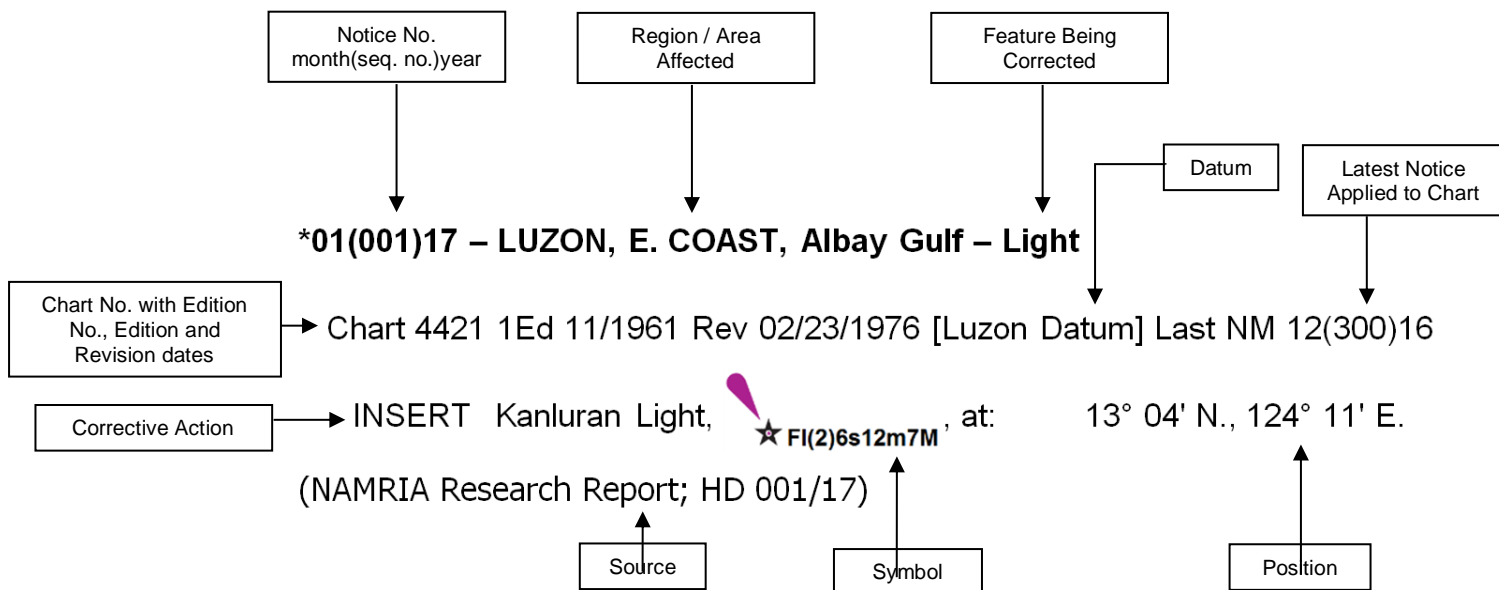 Notice No.
month(seq. no.)year
Region / Area
Affected
Feature Being
Corrected
Datum
Latest Notice
Applied to Chart
*01(001)17 – LUZON, E. COAST, Albay Gulf – Light
Chart No. with Edition
No., Edition and
Revision dates
Chart 4421 1Ed 11/1961 Rev 02/23/1976 [Luzon Datum] Last NM 12(300)16
Corrective Action
INSERT Kanluran Light, Fl(2)6s12m7M , at: 13° 04' N., 124° 11' E.
(NAMRIA Research Report; HD 001/17)
Source
Symbol
Position